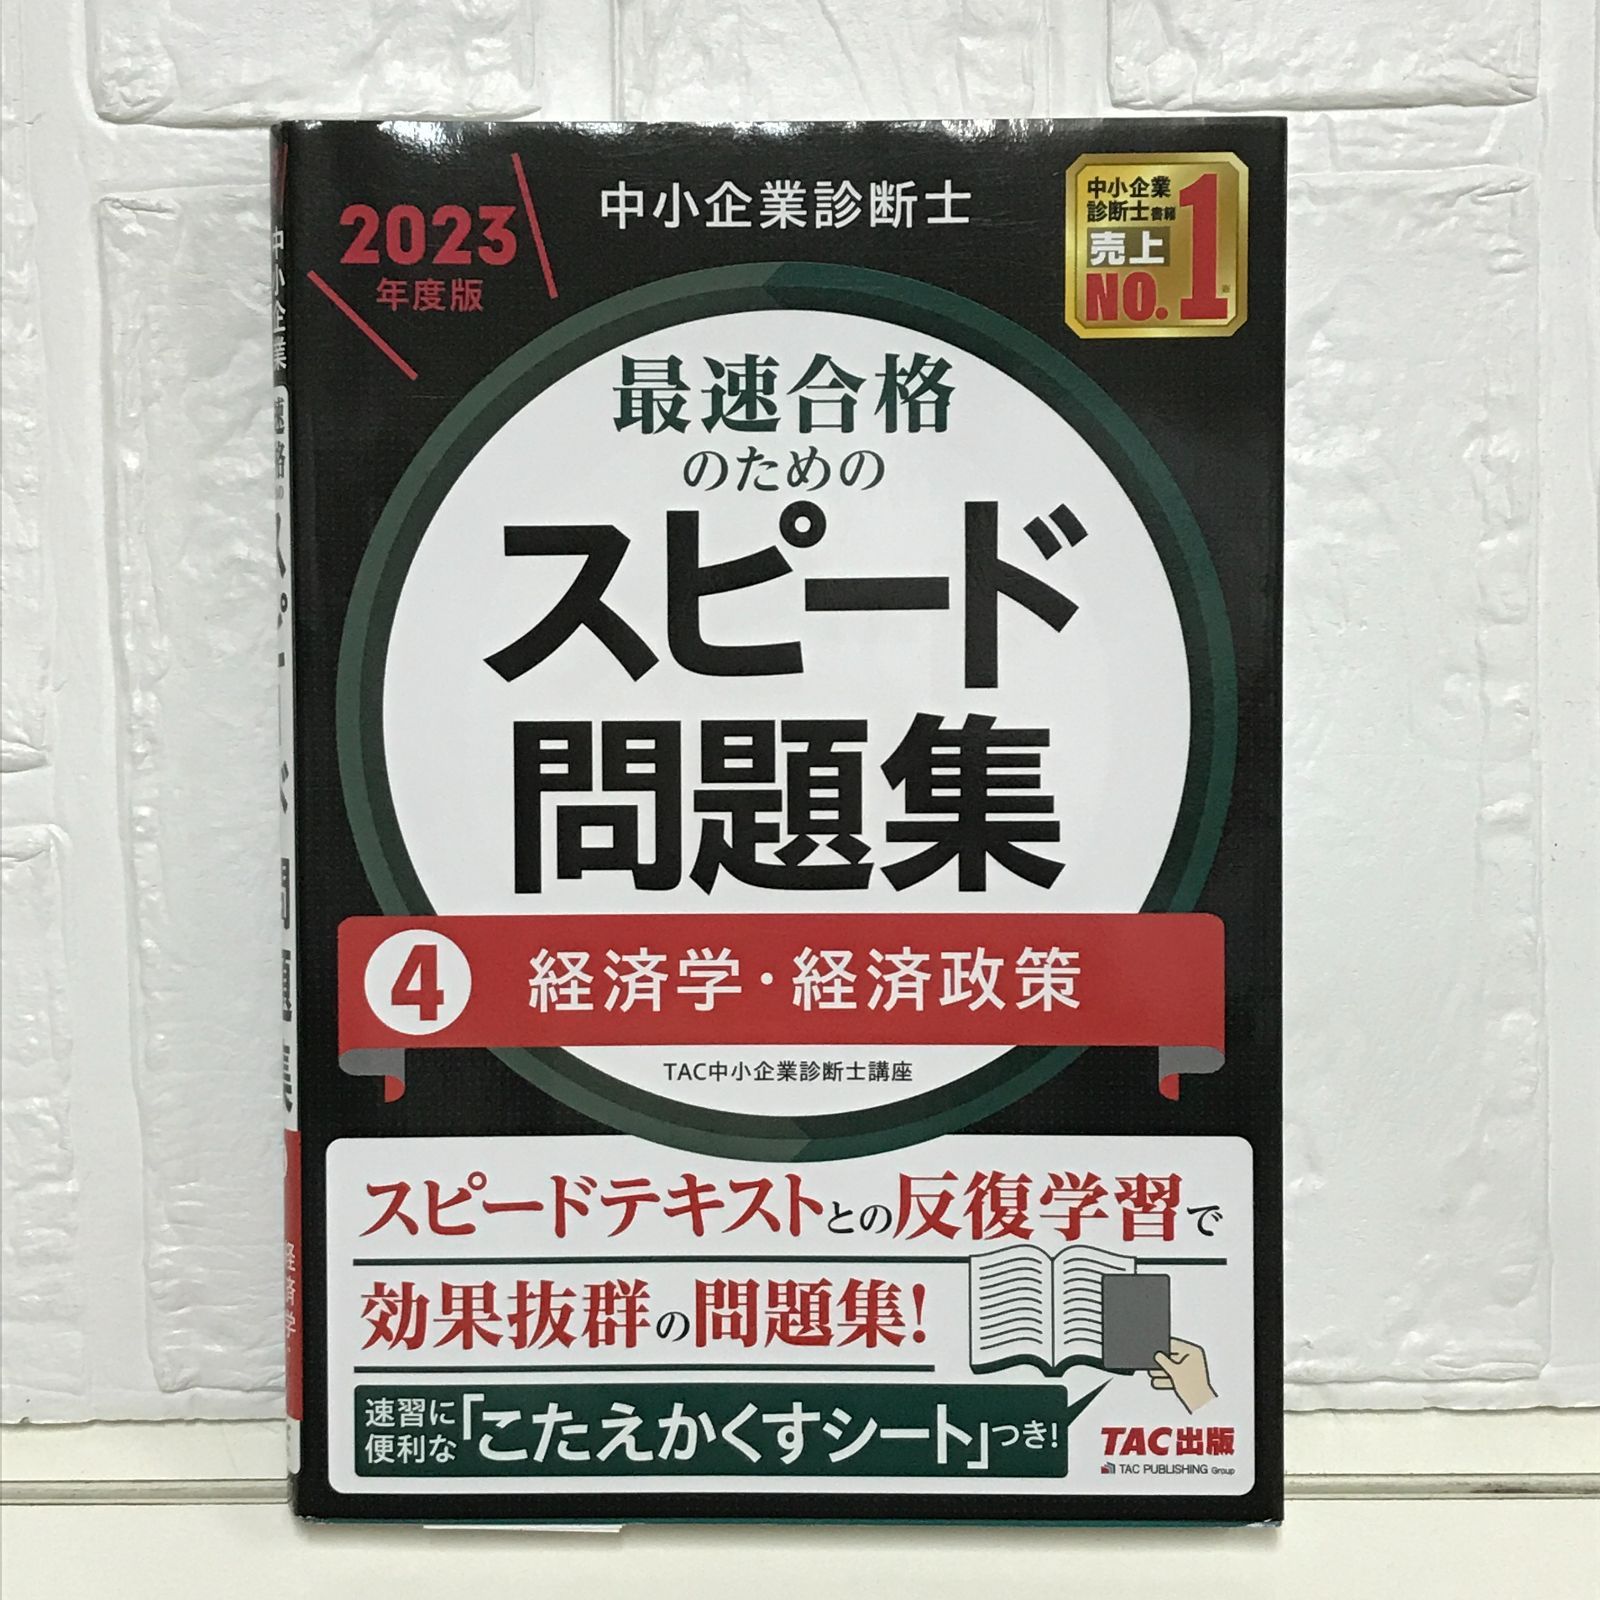 2023
年度版
中小企業診断士
中小企業
診断士書籍
売上
NO.1
最速合格
のための
スピード
問題集
4 経済学・経済政策
TAC中小企業診断士講座
スピードテキストとの反復学習で
効果抜群の問題集!
速習に
便利な
「こたえかくすシート」つき!
TAC出版
TAC PUBLISHING Group